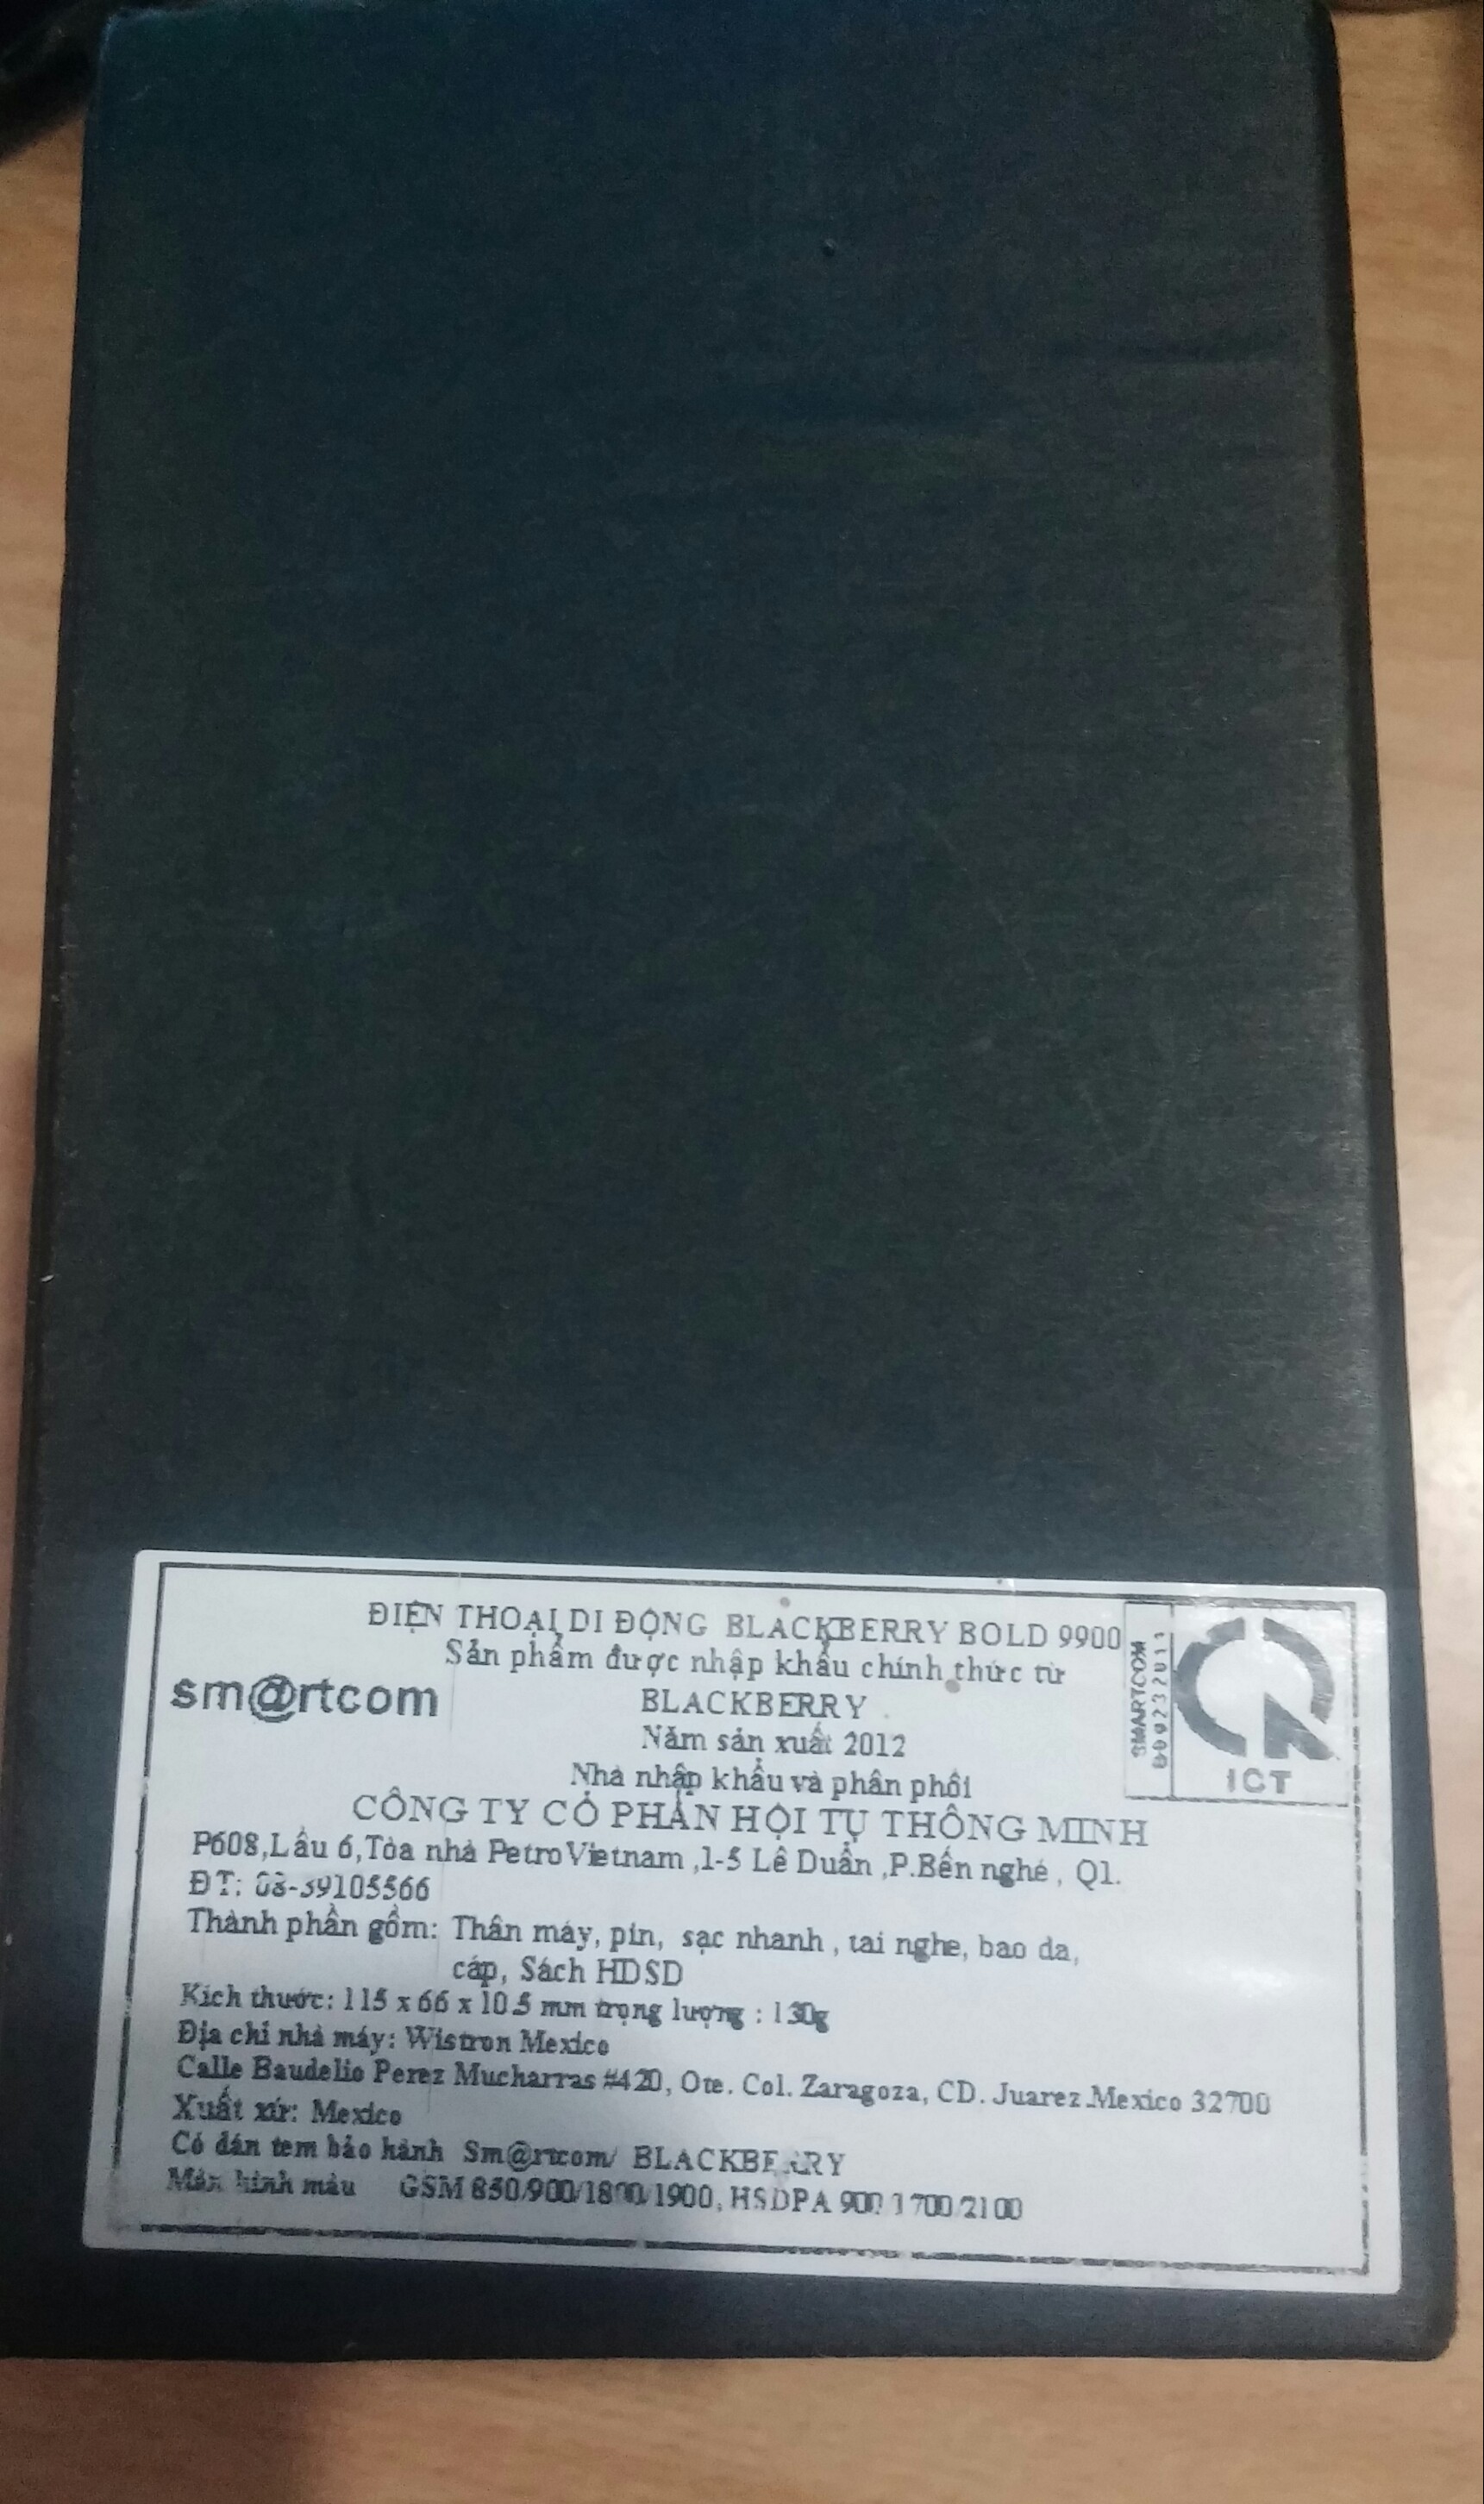 ĐIỆN THOẠI DI ĐỘNG BLACKBERRY BOLD 9900
Sản phẩm được nhập khẩu chính thức từ
sm@rtcom
BLACKBERRY
Năm sản xuất 2012
Nhà nhập khẩu và phân phối
CÔNG TY CỔ PHẦN HỘI TỤ THÔNG MINH
P608,Lầu 6,Tòa nhà PetroVietnam ,1-5 Lê Duẩn ,P.Bến nghé , Q1.
ĐT: 08-39105566
Thành phần gồm: Thân máy, pin, sạc nhanh , tai nghe, bao da,
cáp, Sách HDSD
Kích thước: 115 x 66 x 10.5 mm trọng lượng : 130g
Địa chỉ nhà máy: Wistron Mexico
Calle Baudelio Perez Mucharras #420, Ote. Col. Zaragoza, CD. Juarez.Mexico 32700
Xuất xứ: Mexico
Có dán tem bảo hành Sm@rtcom/ BLACKBERRY
Màn hình màu GSM 850/900/1800/1900, HSDPA 900/1700/2100
SMARTCOM
ICT